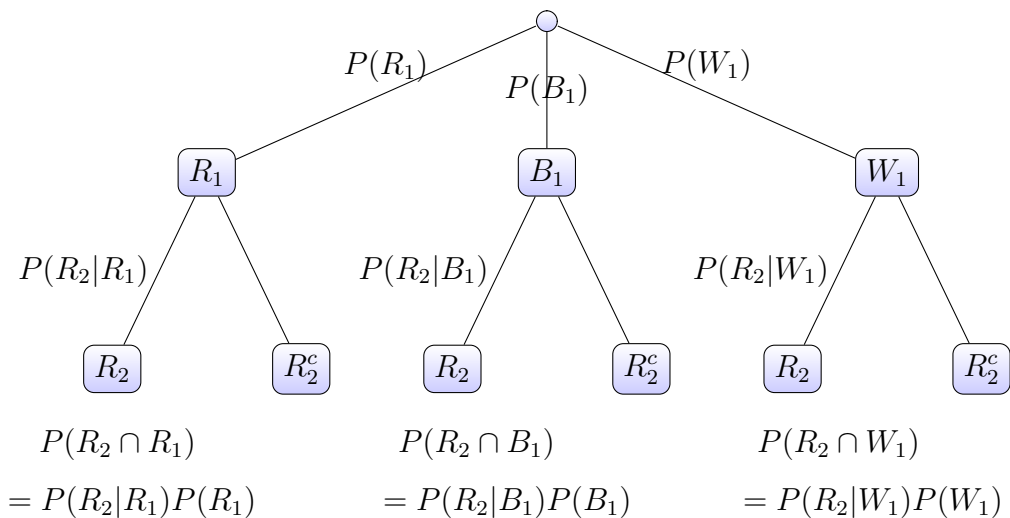 P(R₁) P(B₁) P(W₁)
R₁ B₁ W₁
P(R₂|R₁) P(R₂|B₁) P(R₂|W₁)
R₂ R₂ᶜ R₂ R₂ᶜ R₂ R₂ᶜ
P(R₂ ∩ R₁) P(R₂ ∩ B₁) P(R₂ ∩ W₁)
= P(R₂|R₁)P(R₁) = P(R₂|B₁)P(B₁) = P(R₂|W₁)P(W₁)